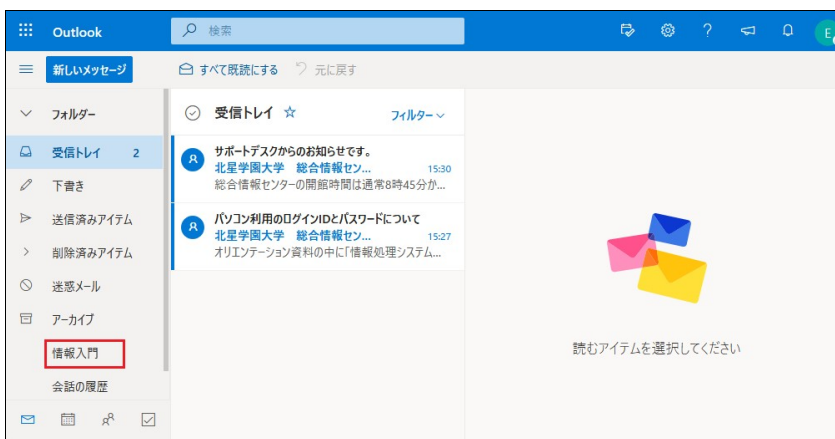 Outlook
検索
E
新しいメッセージ
すべて既読にする
元に戻す
フォルダー
受信トレイ 2
下書き
送信済みアイテム
削除済みアイテム
迷惑メール
アーカイブ
情報入門
会話の履歴
受信トレイ
フィルター
サポートデスクからのお知らせです。
北星学園大学 総合情報セン... 15:30
総合情報センターの開館時間は通常8時45分か...
パソコン利用のログインIDとパスワードについて
北星学園大学 総合情報セン... 15:27
オリエンテーション資料の中に「情報処理システム...
読むアイテムを選択してください